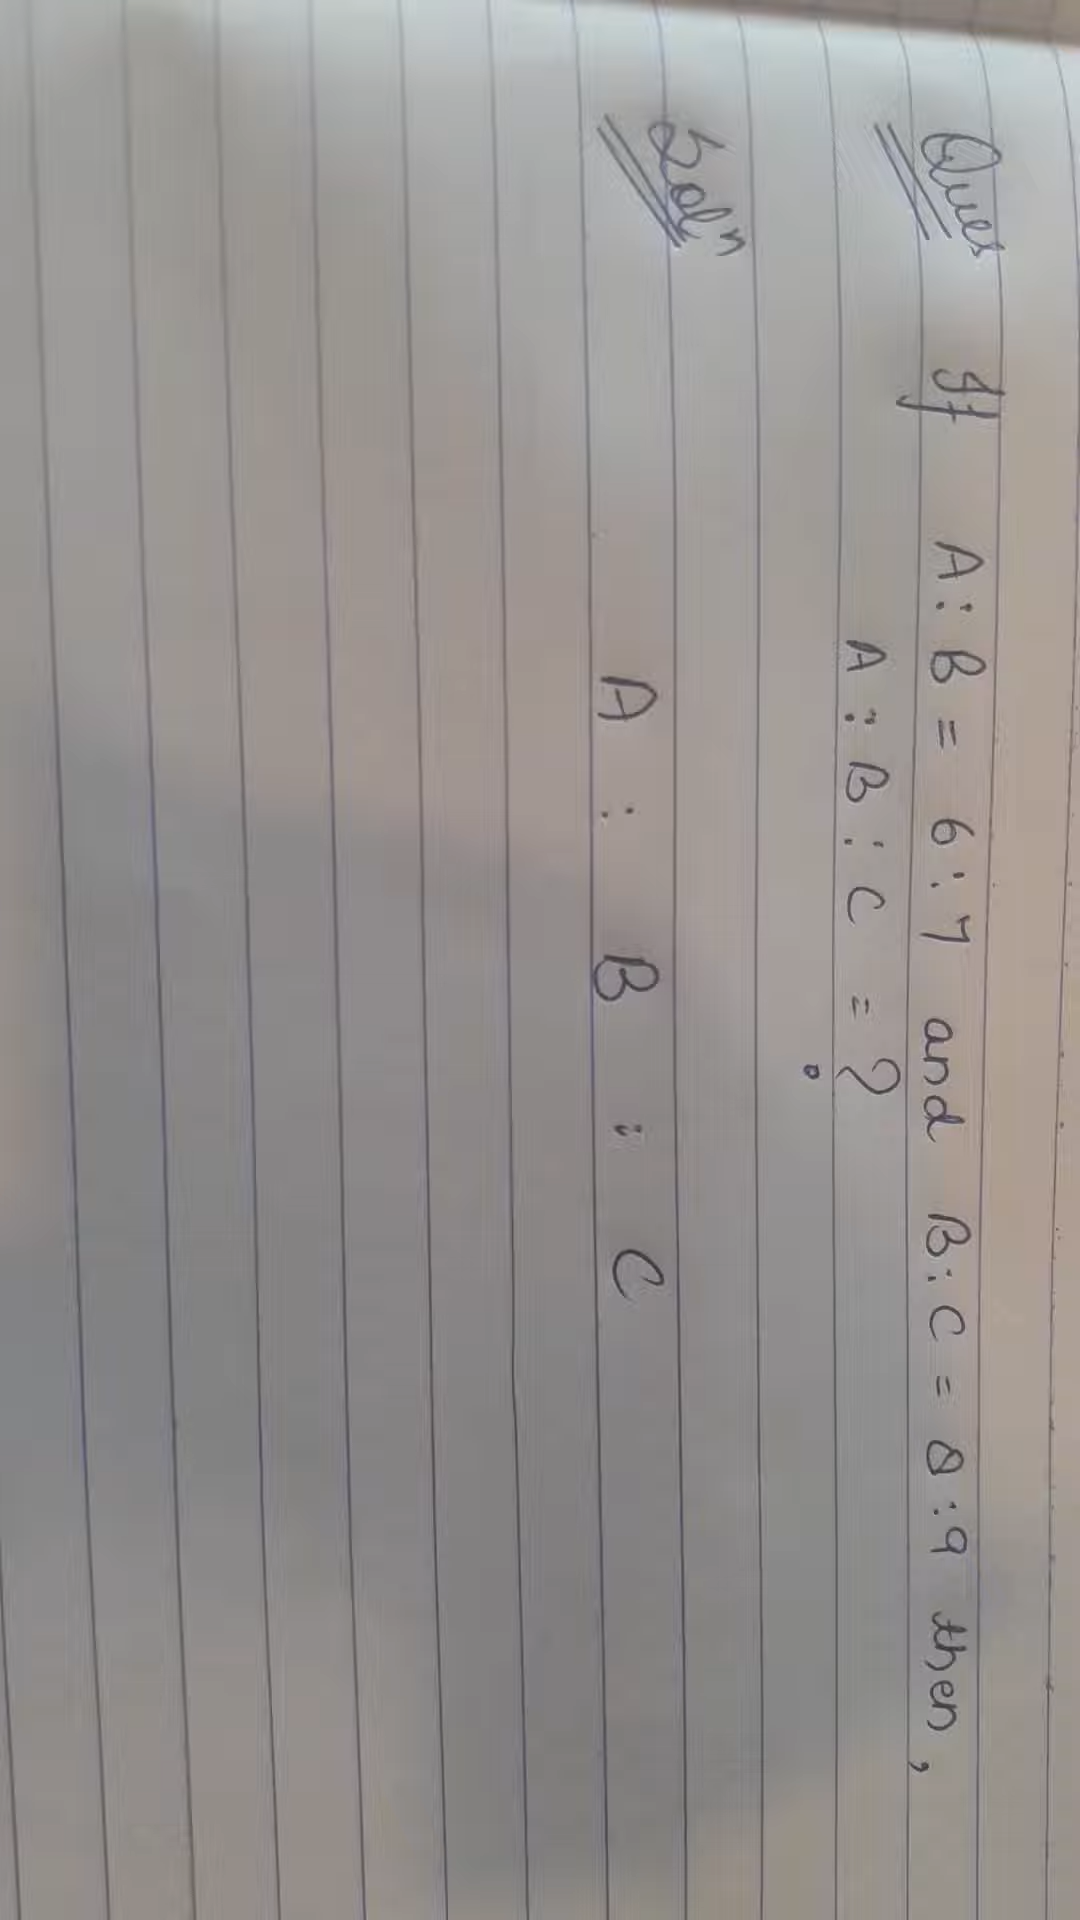 Ques If A:B = 6:7 and B:C = 8:9 then,
A:B:C = ?
Solⁿ
A : B : C